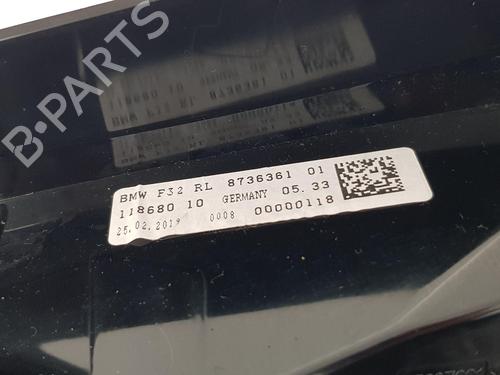 B-PARTS
BMW F32 RL 8736361 01
118680 10 GERMANY 05.33
25.02.2019 0008 00000118